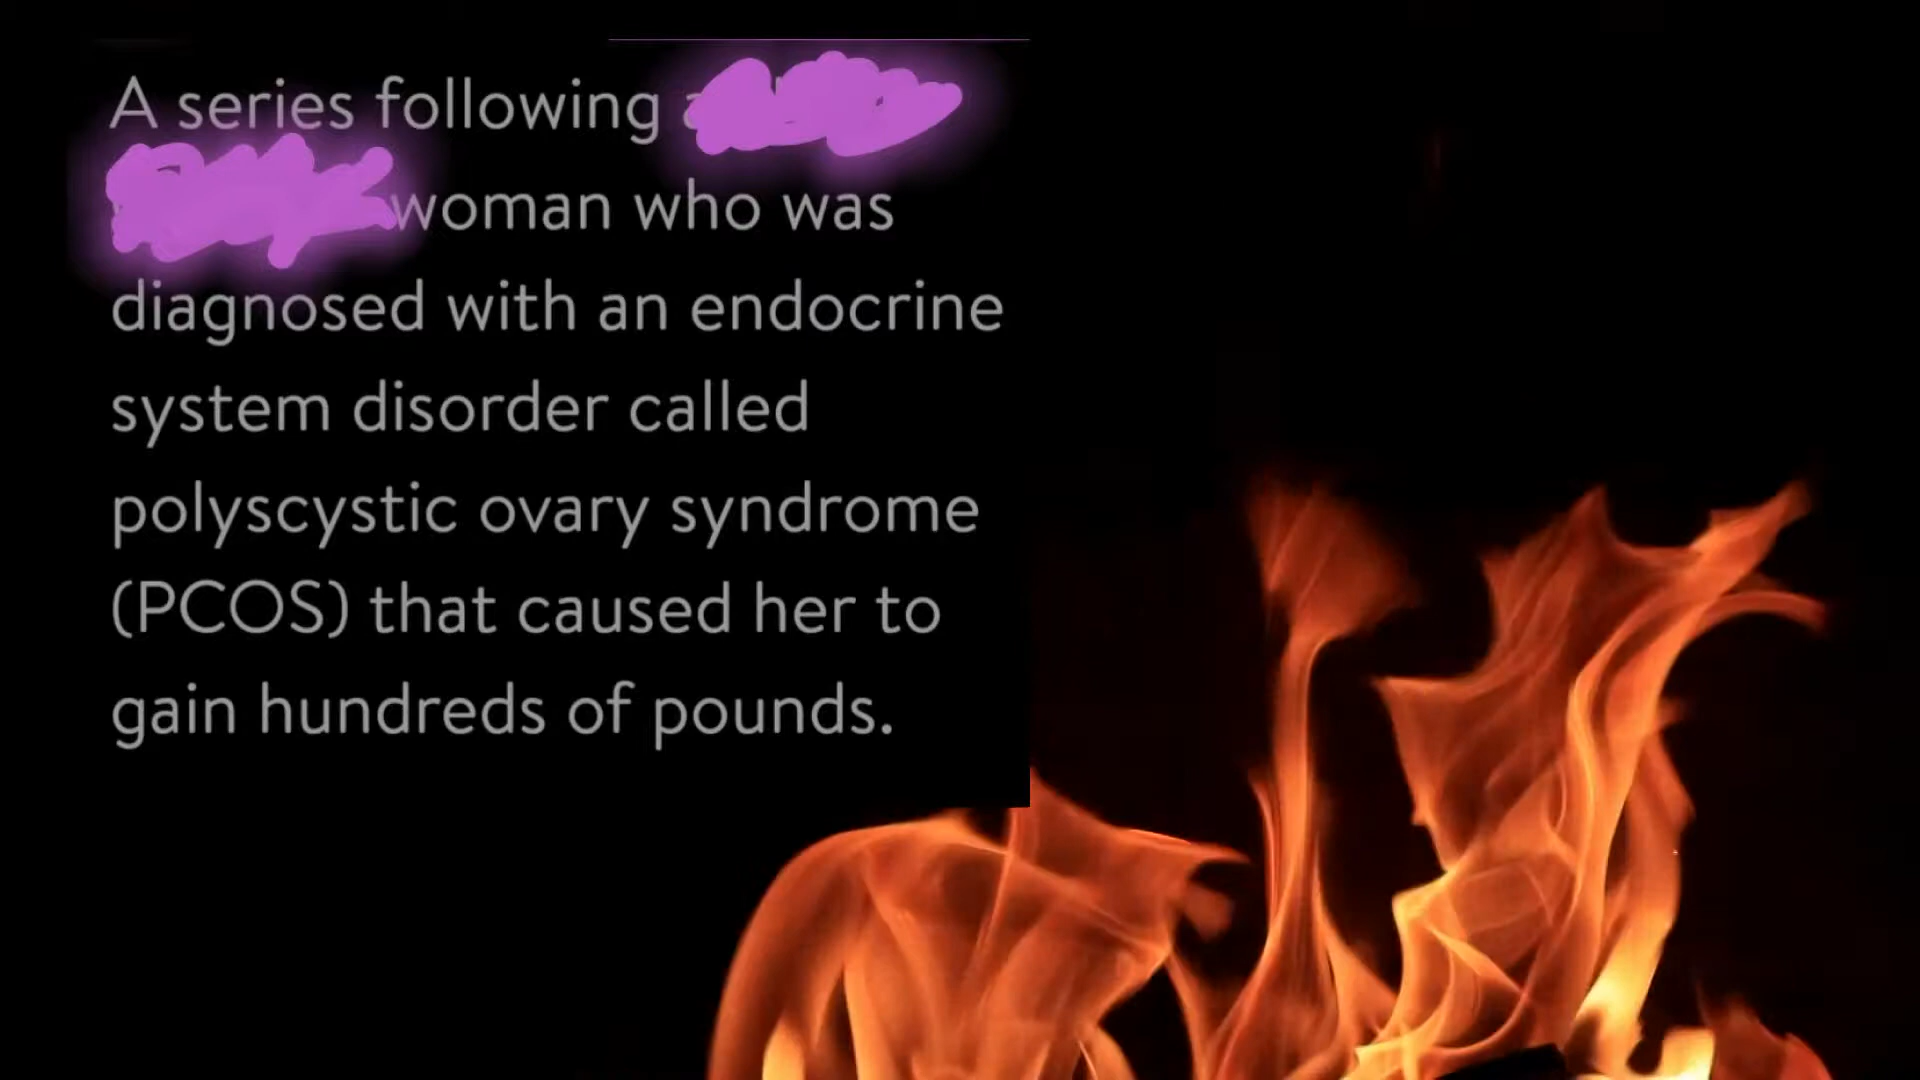 A series following
woman who was
diagnosed with an endocrine
system disorder called
polyscystic ovary syndrome
(PCOS) that caused her to
gain hundreds of pounds.